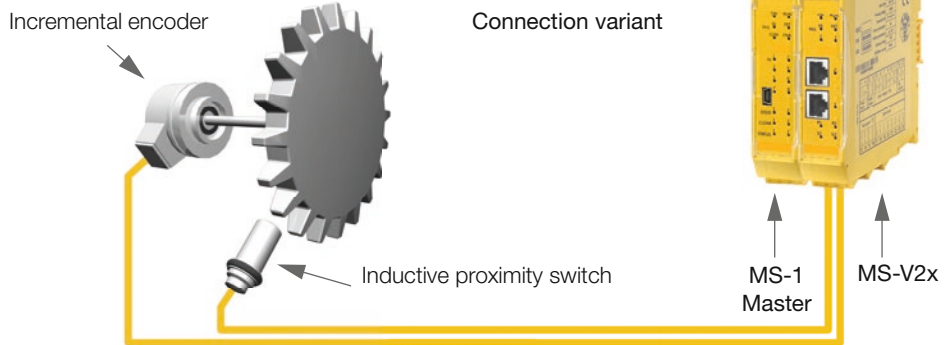 Incremental encoder
Connection variant
Inductive proximity switch
MS-1
Master
MS-V2x